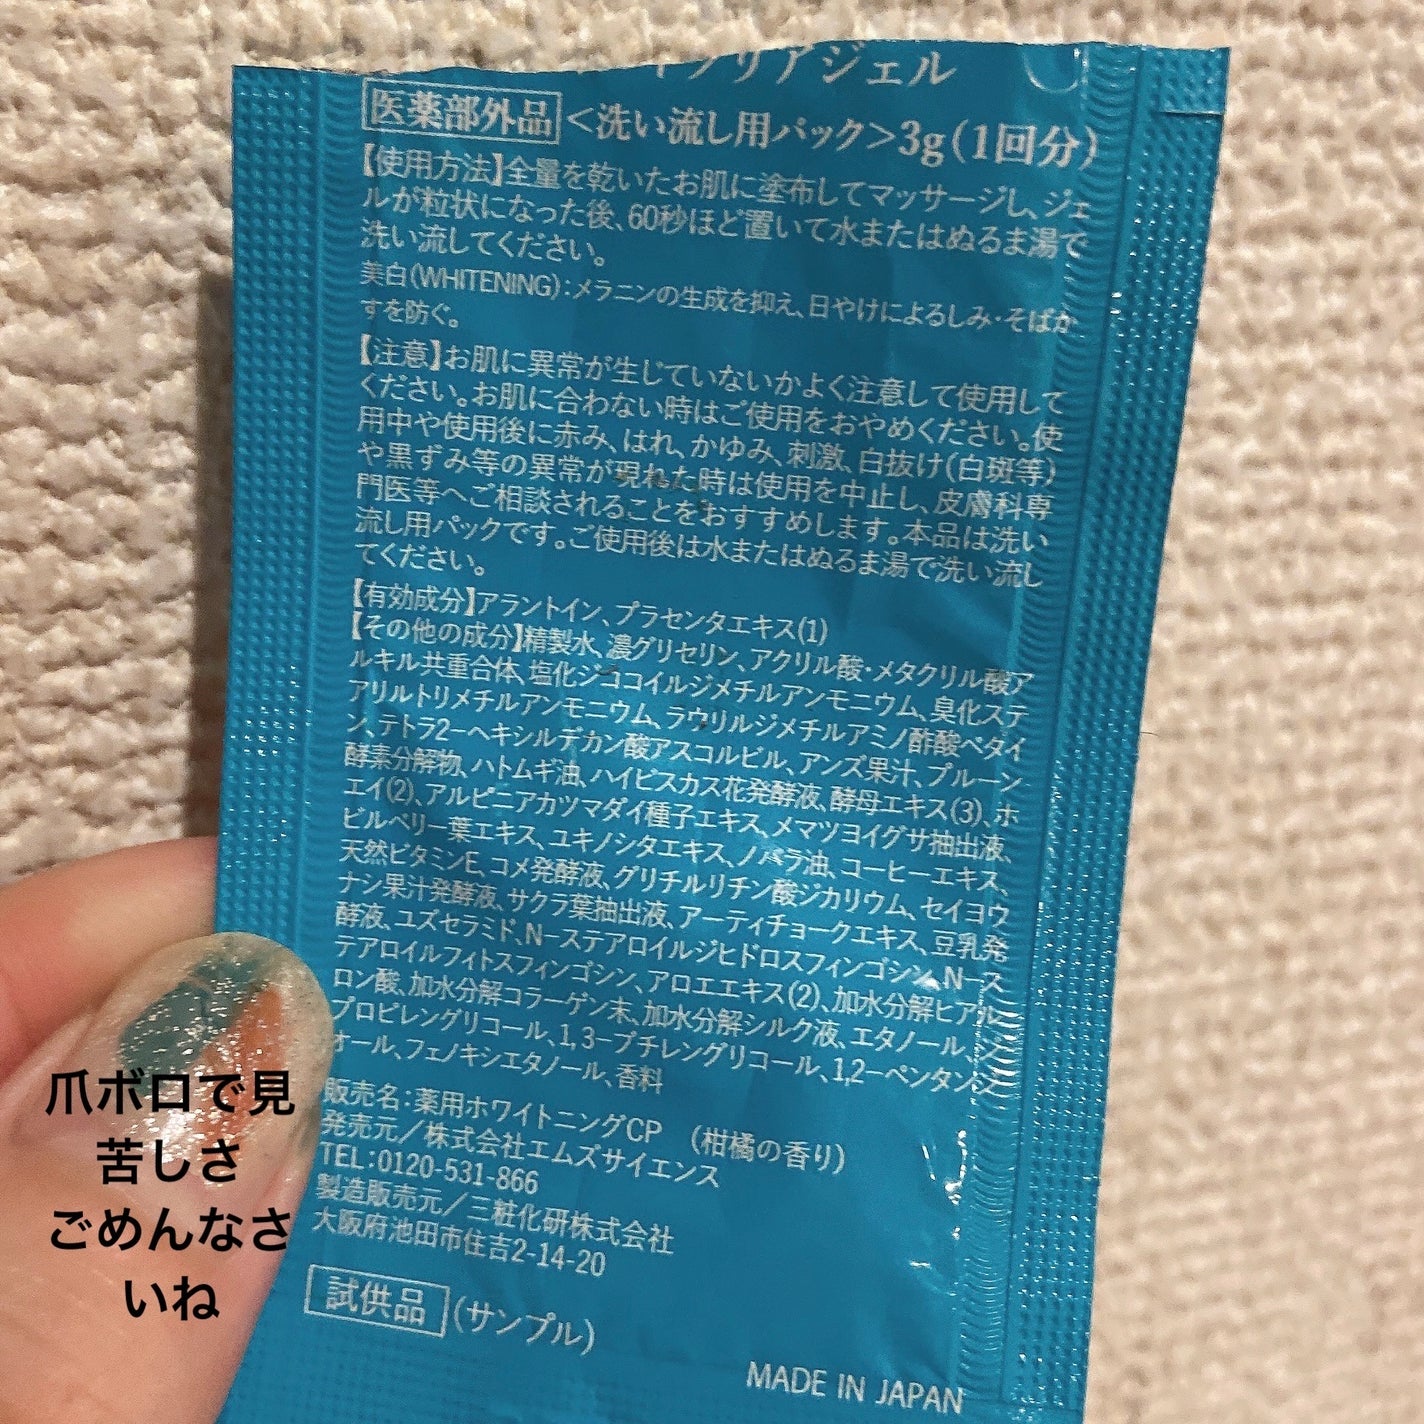 クリアジェル
医薬部外品 <洗い流し用パック>3g(1回分)
【使用方法】全量を乾いたお肌に塗布してマッサージし、ジェ
ルが粒状になった後、60秒ほど置いて水またはぬるま湯で
洗い流してください。
美白(WHITENING):メラニンの生成を抑え、日やけによるしみ・そばか
すを防ぐ。
【注意】お肌に異常が生じていないかよく注意して使用して
ください。お肌に合わない時はご使用をおやめください。使
用中や使用後に赤み、はれ、かゆみ、刺激、白抜け(白斑等)
や黒ずみ等の異常が現れた時は使用を中止し、皮膚科専
門医等へご相談されることをおすすめします。本品は洗い
流し用パックです。ご使用後は水またはぬるま湯で洗い流し
てください。
【有効成分】アラントイン、プラセンタエキス(1)
【その他の成分】精製水、濃グリセリン、アクリル酸・メタクリル酸ア
ルキル共重合体、塩化ジココイルジメチルアンモニウム、臭化ステ
アリルトリメチルアンモニウム、ラウリルジメチルアミノ酢酸ベタイ
ン、テトラ2-ヘキシルデカン酸アスコルビル、アンズ果汁、プルーン
酵素分解物、ハトムギ油、ハイビスカス花発酵液、酵母エキス(3)、ホ
エイ(2)、アルピニアカツマダイ種子エキス、メマツヨイグサ抽出液、
ビルベリー葉エキス、ユキノシタエキス、ノバラ油、コーヒーエキス、
天然ビタミンE、コメ発酵液、グリチルリチン酸ジカリウム、セイヨウ
ナシ果汁発酵液、サクラ葉抽出液、アーティチョークエキス、豆乳発
酵液、ユズセラミド、N-ステアロイルジヒドロスフィンゴシン、N-ス
テアロイルフィトスフィンゴシン、アロエエキス(2)、加水分解ヒアル
ロン酸、加水分解コラーゲン末、加水分解シルク液、エタノール、ジ
プロピレングリコール、1,3-ブチレングリコール、1,2-ペンタンジ
オール、フェノキシエタノール、香料
販売名:薬用ホワイトニングCP (柑橘の香り)
発売元/株式会社エムズサイエンス
TEL:0120-531-866
製造販売元/三粧化研株式会社
大阪府池田市住吉2-14-20
試供品 (サンプル)
MADE IN JAPAN
爪ボロで見
苦しさ
ごめんなさ
いね